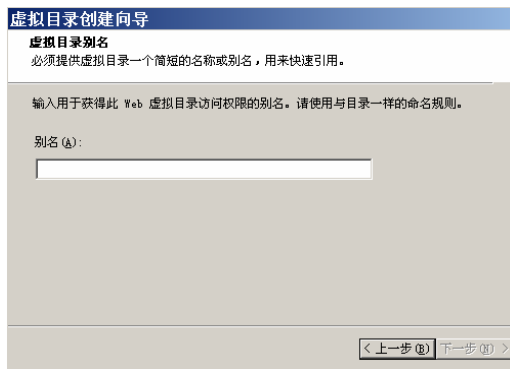 虚拟目录创建向导
虚拟目录别名
必须提供虚拟目录一个简短的名称或别名，用来快速引用。
输入用于获得此 Web 虚拟目录访问权限的别名。请使用与目录一样的命名规则。
别名(A):
< 上一步(B) 下一步(N) >